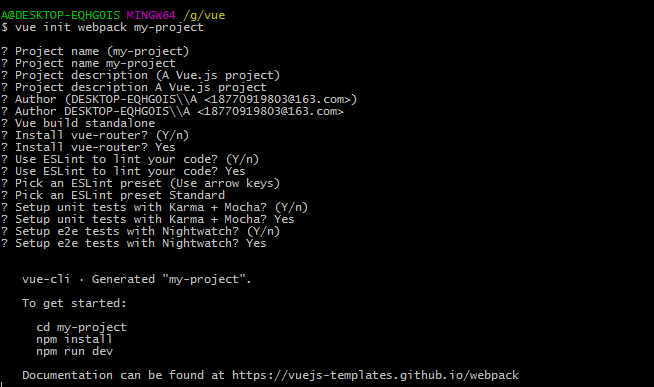 A@DESKTOP-EQHGOIS MINGW64 /g/vue
$ vue init webpack my-project
? Project name (my-project)
? Project name my-project
? Project description (A Vue.js project)
? Project description A Vue.js project
? Author (DESKTOP-EQHGOIS\\A <18770919803@163.com>)
? Author DESKTOP-EQHGOIS\\A <18770919803@163.com>
? Vue build standalone
? Install vue-router? (Y/n)
? Install vue-router? Yes
? Use ESLint to lint your code? (Y/n)
? Use ESLint to lint your code? Yes
? Pick an ESLint preset (Use arrow keys)
? Pick an ESLint preset Standard
? Setup unit tests with Karma + Mocha? (Y/n)
? Setup unit tests with Karma + Mocha? Yes
? Setup e2e tests with Nightwatch? (Y/n)
? Setup e2e tests with Nightwatch? Yes
vue-cli · Generated "my-project".
To get started:
cd my-project
npm install
npm run dev
Documentation can be found at https://vuejs-templates.github.io/webpack